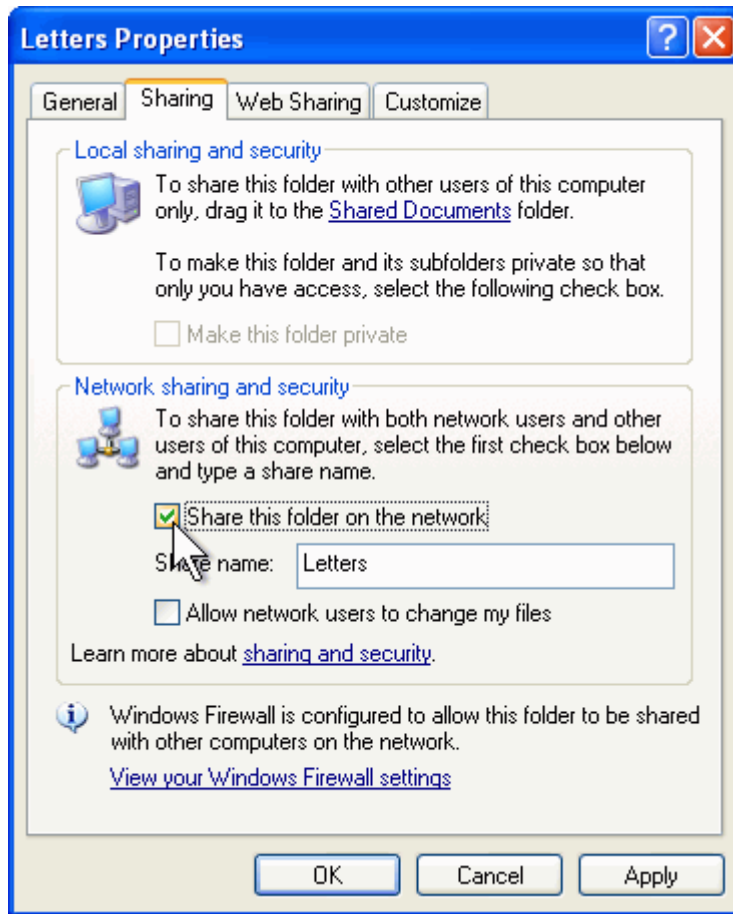 Letters Properties
General Sharing Web Sharing Customize
Local sharing and security
To share this folder with other users of this computer
only, drag it to the Shared Documents folder.
To make this folder and its subfolders private so that
only you have access, select the following check box.
Make this folder private
Network sharing and security
To share this folder with both network users and other
users of this computer, select the first check box below
and type a share name.
Share this folder on the network
Share name: Letters
Allow network users to change my files
Learn more about sharing and security.
Windows Firewall is configured to allow this folder to be shared
with other computers on the network.
View your Windows Firewall settings
OK Cancel Apply